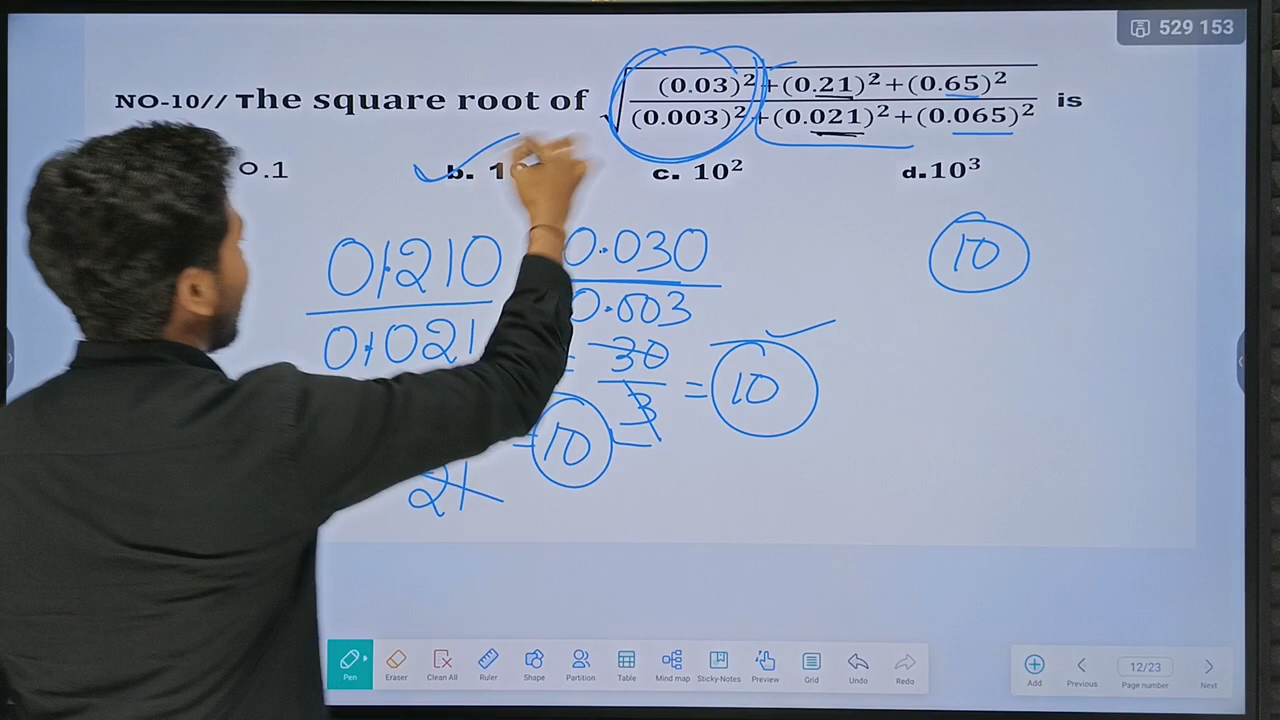 529 153
NO-10// The square root of √ (0.03)²+(0.21)²+(0.65)² / (0.003)²+(0.021)²+(0.065)² is
0.1 b. 1 c. 10² d.10³
0.210 0.030 10
0.021 0.003
= 30
3 = 10
= 10
21
Pen Eraser Clean All Ruler Shape Partition Table Mind map Sticky-Notes Preview Grid Undo Redo
Add Previous 12/23 Page number Next